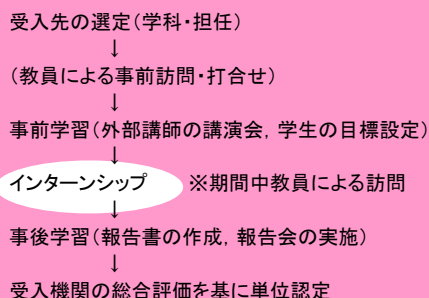 受入先の選定(学科・担任)
↓
(教員による事前訪問・打合せ)
↓
事前学習(外部講師の講演会, 学生の目標設定)
↓
インターンシップ　※期間中教員による訪問
↓
事後学習(報告書の作成, 報告会の実施)
↓
受入機関の総合評価を基に単位認定